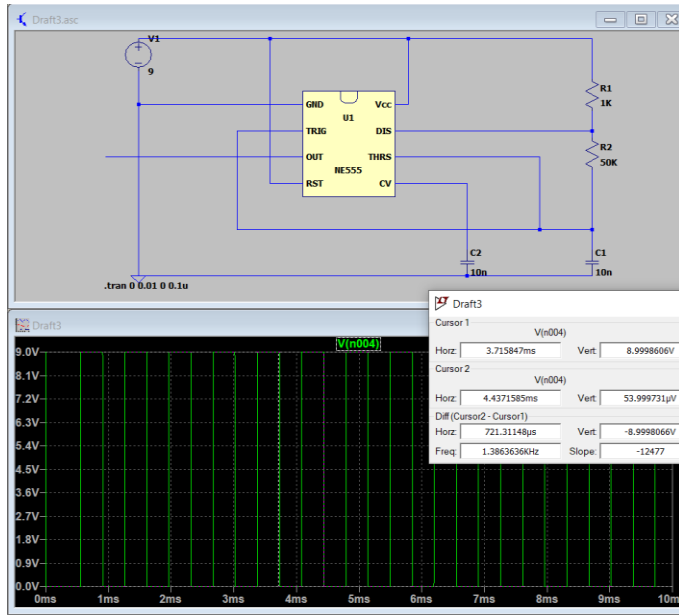 Draft3.asc
V1
9
R1
1K
GND
Vcc
U1
TRIG
DIS
R2
50K
OUT
THRS
NE555
RST
CV
C2
10n
C1
10n
.tran 0 0.01 0 0.1u
Draft3
V(n004)
9.0V
8.1V
7.2V
6.3V
5.4V
4.5V
3.6V
2.7V
1.8V
0.9V
0.0V
0ms 1ms 2ms 3ms 4ms 5ms 6ms 7ms 8ms 9ms 10m
Draft3
Cursor 1
V(n004)
Horz: 3.715847ms Vert: 8.9998606V
Cursor 2
V(n004)
Horz: 4.4371585ms Vert: 53.999731µV
Diff (Cursor2 - Cursor1)
Horz: 721.31148µs Vert: -8.9998066V
Freq: 1.3863636KHz Slope: -12477